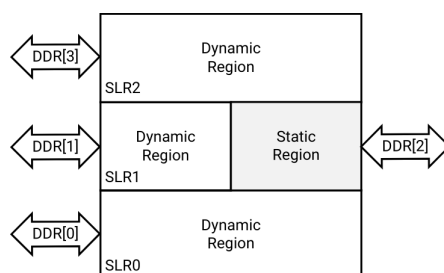 DDR[3]
Dynamic
Region
SLR2
DDR[1]
Dynamic
Region
SLR1
Static
Region
DDR[2]
DDR[0]
Dynamic
Region
SLR0